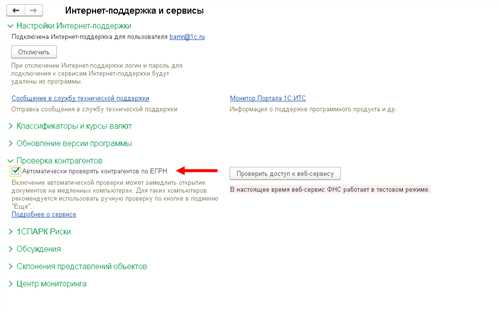 Интернет-поддержка и сервисы
Настройки Интернет-поддержки
Подключена Интернет-поддержка для пользователя bamr@1c.ru
Отключить
При отключении Интернет-поддержки логин и пароль для
подключения к сервисам Интернет-поддержки будут
удалены из программы.
Сообщение в службу технической поддержки
Монитор Портала 1С:ИТС
Отправка сообщения в службу технической поддержки
Информация о поддержке программного продукта и др.
Классификаторы и курсы валют
Обновление версии программы
Проверка контрагентов
Автоматически проверять контрагентов по ЕГРН
Проверить доступ к веб-сервису
Включение автоматической проверки может замедлить открытие
документов на медленных компьютерах. Для таких компьютеров
рекомендуется использовать ручную проверку по кнопке в подменю
"Еще".
В настоящее время веб-сервис ФНС работает в тестовом режиме.
Подробнее о сервисе
1СПАРК Риски
Обсуждения
Склонения представлений объектов
Центр мониторинга